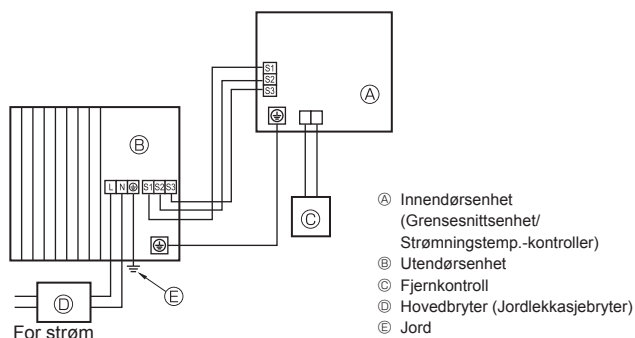 S1
S2
S3
Ⓐ
Ⓑ
L N S1 S2 S3
Ⓒ
Ⓔ
Ⓓ
For strøm
Ⓐ Innendørsenhet
(Grensesnittsenhet/
Strømningstemp.-kontroller)
Ⓑ Utendørsenhet
Ⓒ Fjernkontroll
Ⓓ Hovedbryter (Jordlekkasjebryter)
Ⓔ Jord